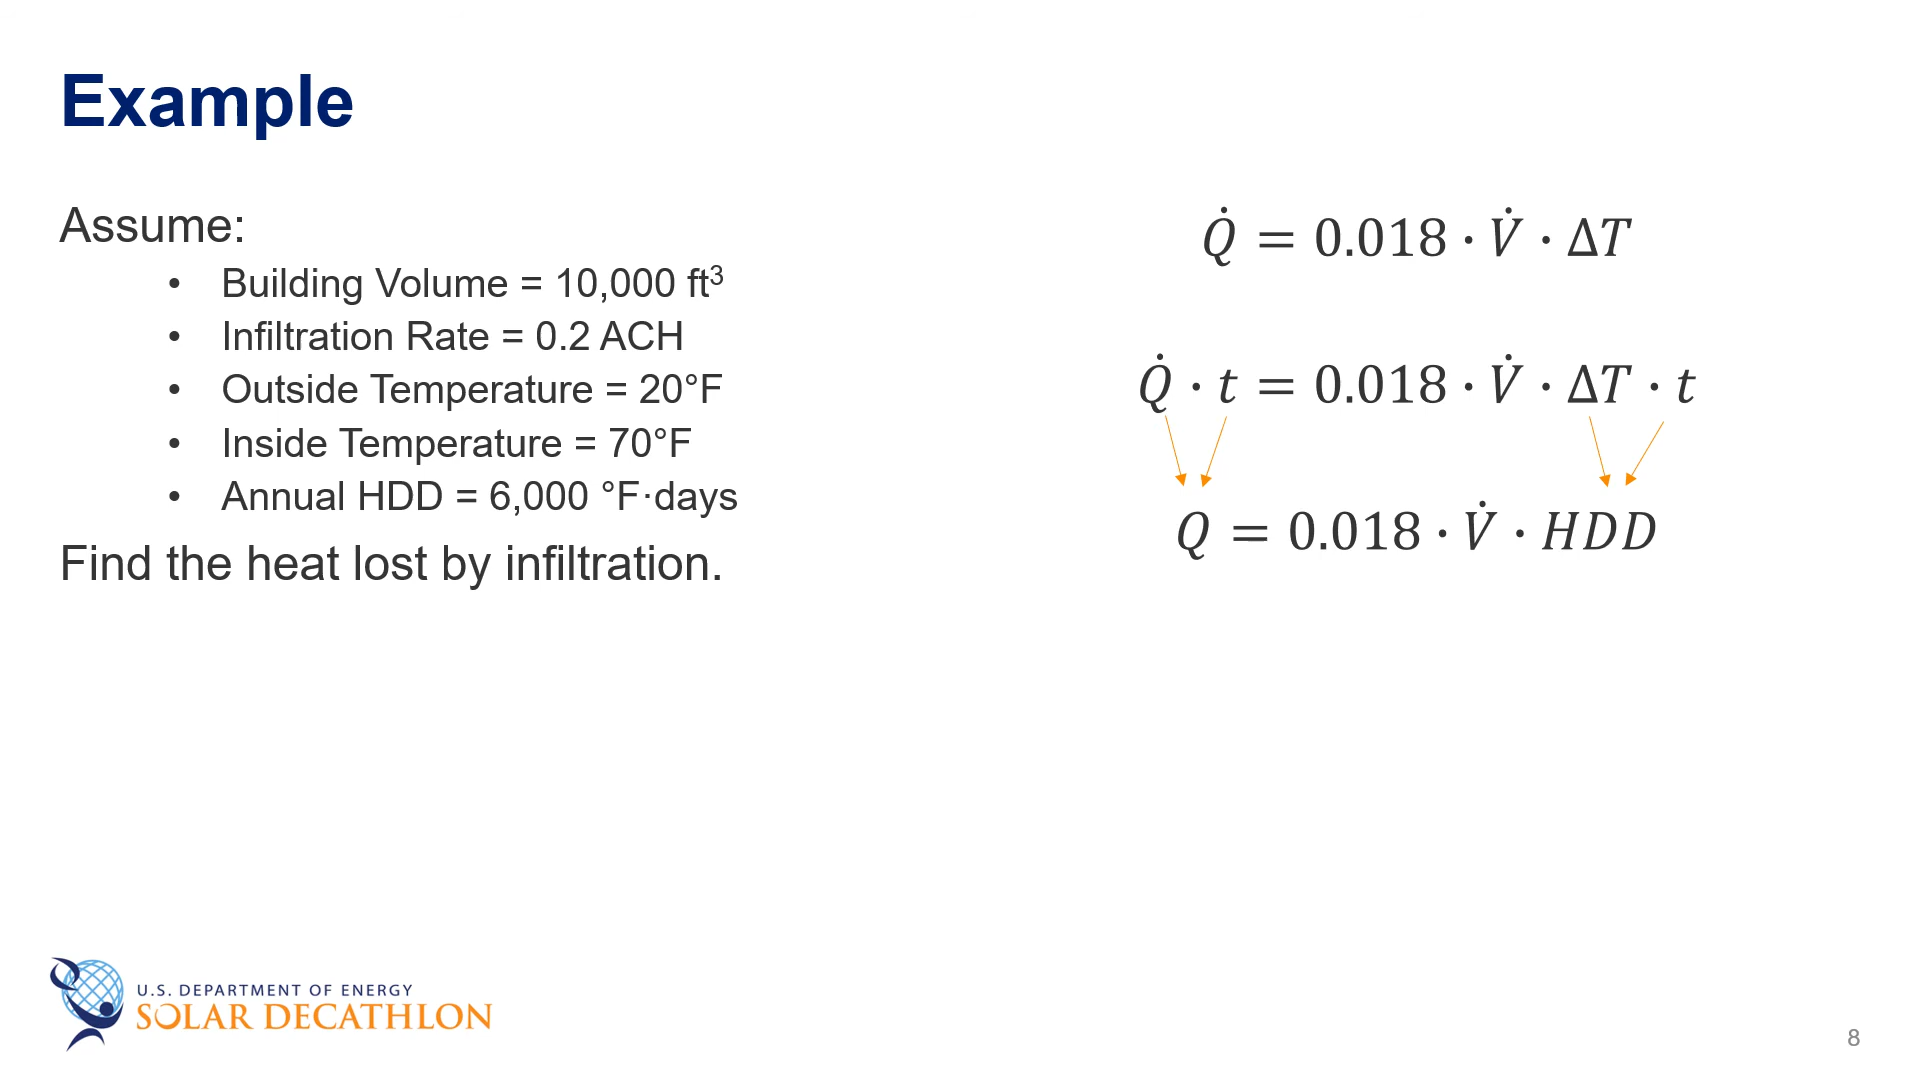 Example
Assume:
• Building Volume = 10,000 ft³
• Infiltration Rate = 0.2 ACH
• Outside Temperature = 20°F
• Inside Temperature = 70°F
• Annual HDD = 6,000 °F·days
Find the heat lost by infiltration.
Q̇ = 0.018 · V̇ · ΔT
Q̇ · t = 0.018 · V̇ · ΔT · t
Q = 0.018 · V̇ · HDD
U.S. DEPARTMENT OF ENERGY
SOLAR DECATHLON
8